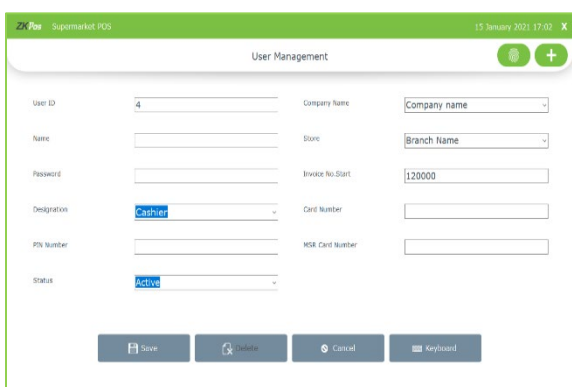 ZKPos Supermarket POS 15 January 2021 17:02 X
User Management
User ID 4 Company Name Company name
Name Store Branch Name
Password Invoice No.Start 120000
Designation Cashier Card Number
PIN Number MSR Card Number
Status Active
Save Delete Cancel Keyboard